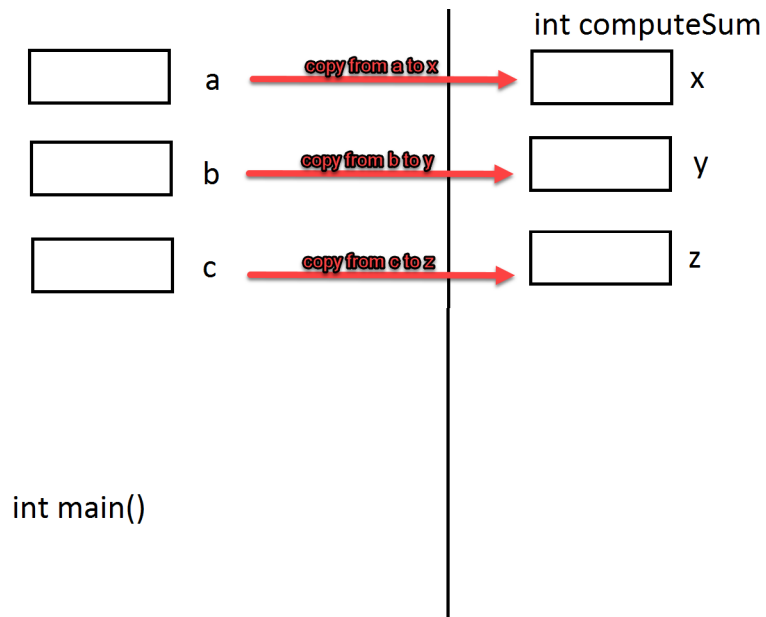 int computeSum
a
copy from a to x
x
b
copy from b to y
y
c
copy from c to z
z
int main()